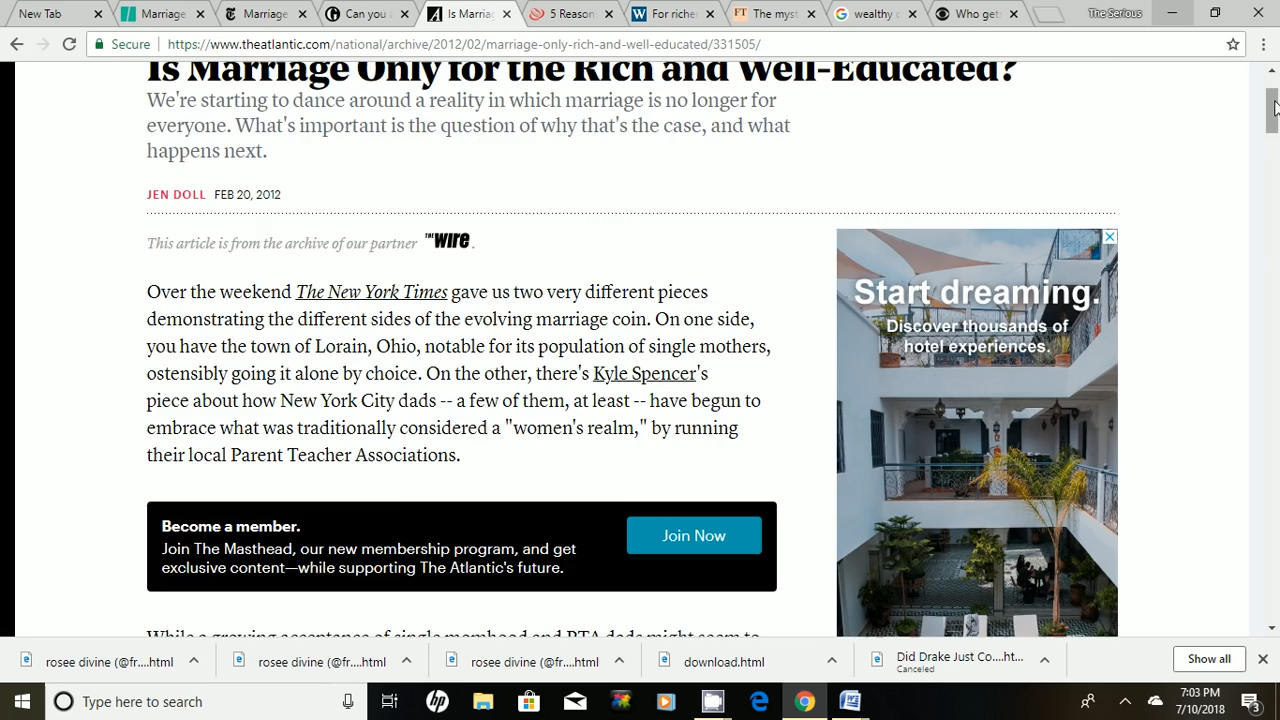 New Tab
Marriage
Marriage
Can you a
Is Marria
5 Reason
For riche
The myst
wealthy c
Who get
The Serious
Secure
https://www.theatlantic.com/national/archive/2012/02/marriage-only-rich-and-well-educated/331505/
Is Marriage Only for the Rich and Well-Educated?
We're starting to dance around a reality in which marriage is no longer for
everyone. What's important is the question of why that's the case, and what
happens next.
JEN DOLL FEB 20, 2012
This article is from the archive of our partner THE WIRE.
Over the weekend The New York Times gave us two very different pieces
demonstrating the different sides of the evolving marriage coin. On one side,
you have the town of Lorain, Ohio, notable for its population of single mothers,
ostensibly going it alone by choice. On the other, there's Kyle Spencer's
piece about how New York City dads -- a few of them, at least -- have begun to
embrace what was traditionally considered a "women's realm," by running
their local Parent Teacher Associations.
Start dreaming.
Discover thousands of
hotel experiences.
Become a member.
Join The Masthead, our new membership program, and get
exclusive content—while supporting The Atlantic's future.
Join Now
While a growing acceptance of single momhood and PTA dads might seem to
rosee divine (@fr....html
rosee divine (@fr....html
rosee divine (@fr....html
download.html
Did Drake Just Co....ht...
Canceled
Show all
Type here to search
7:03 PM
7/10/2018
3